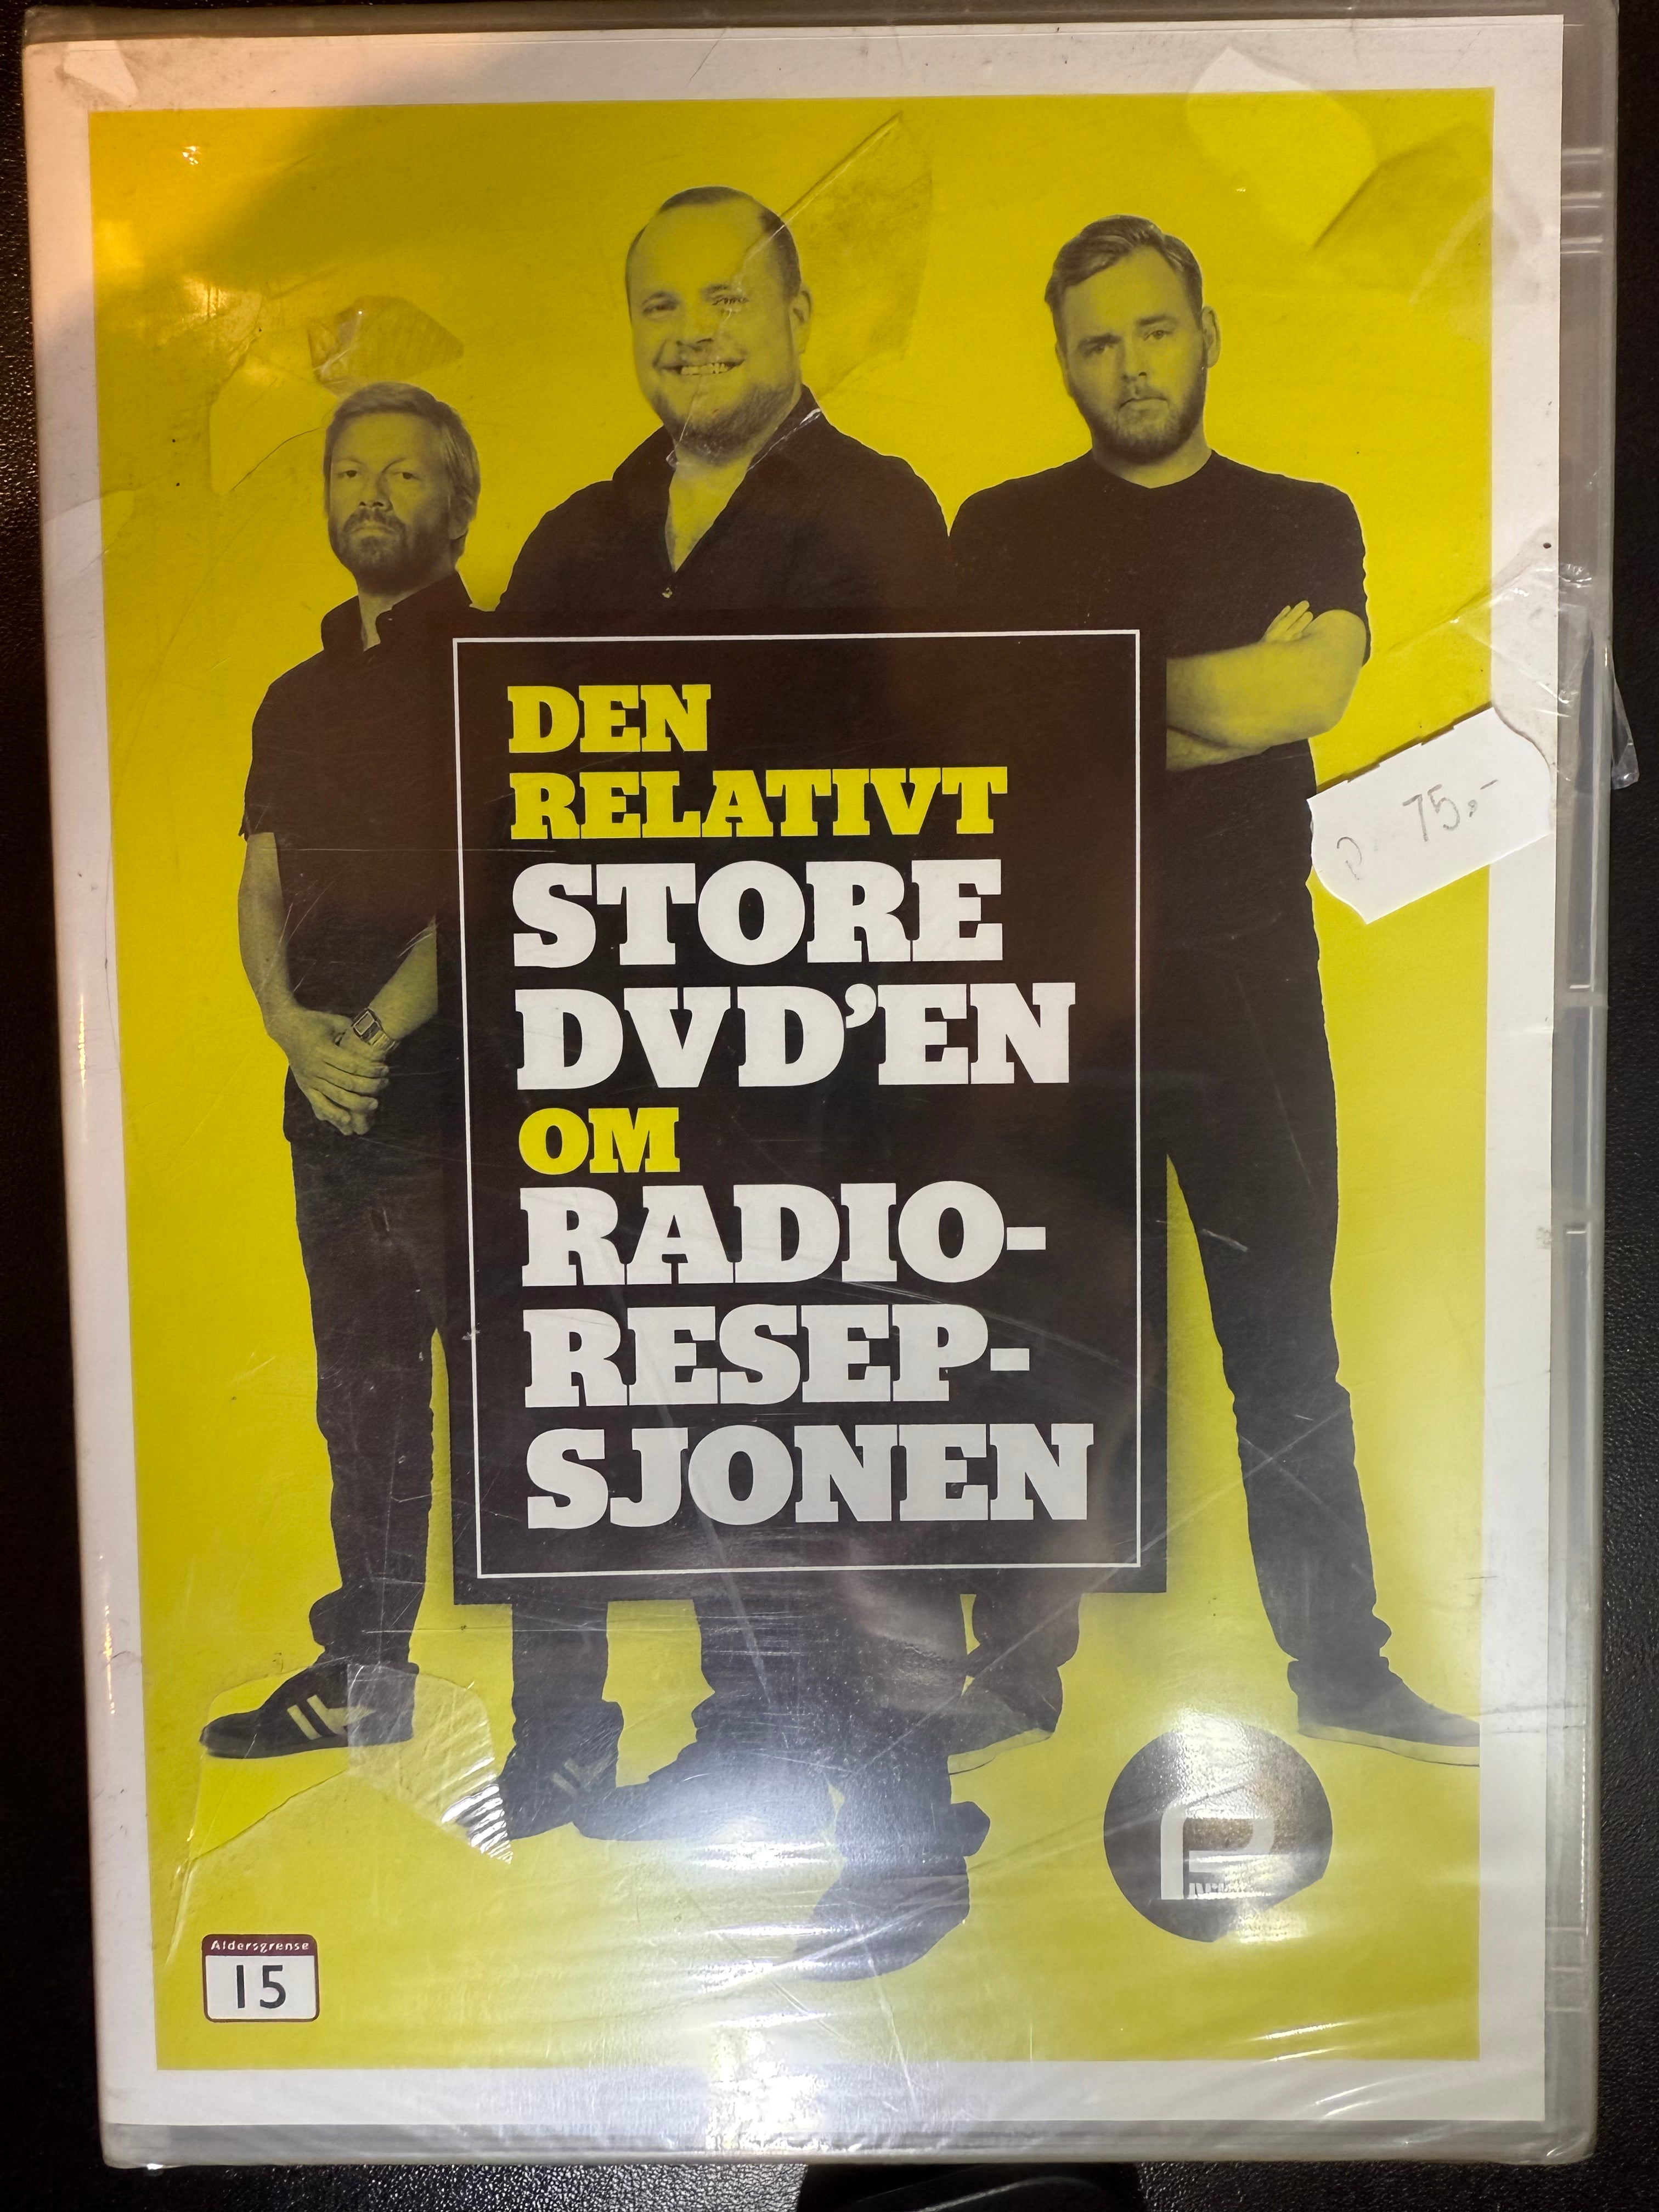 DEN
RELATIVT
STORE
DVD'EN
OM
RADIO-
RESEP-
SJONEN
75,-
Aldersgrense
15